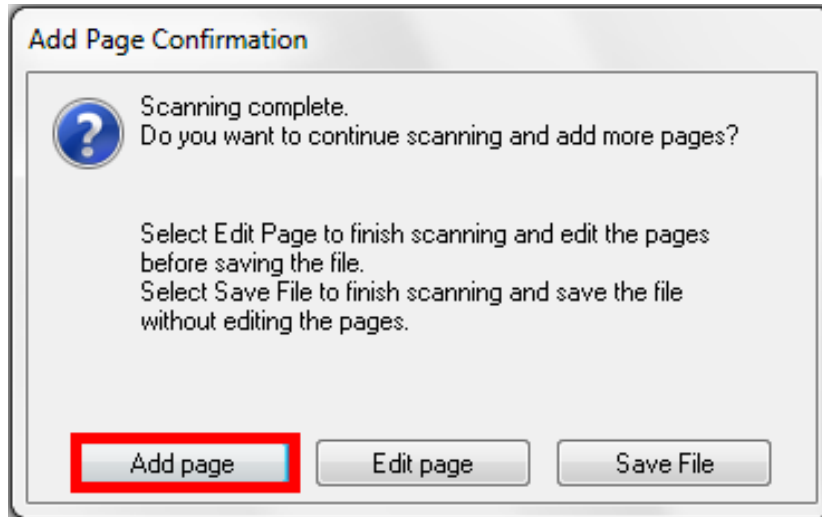 Add Page Confirmation
Scanning complete.
Do you want to continue scanning and add more pages?
Select Edit Page to finish scanning and edit the pages
before saving the file.
Select Save File to finish scanning and save the file
without editing the pages.
Add page Edit page Save File